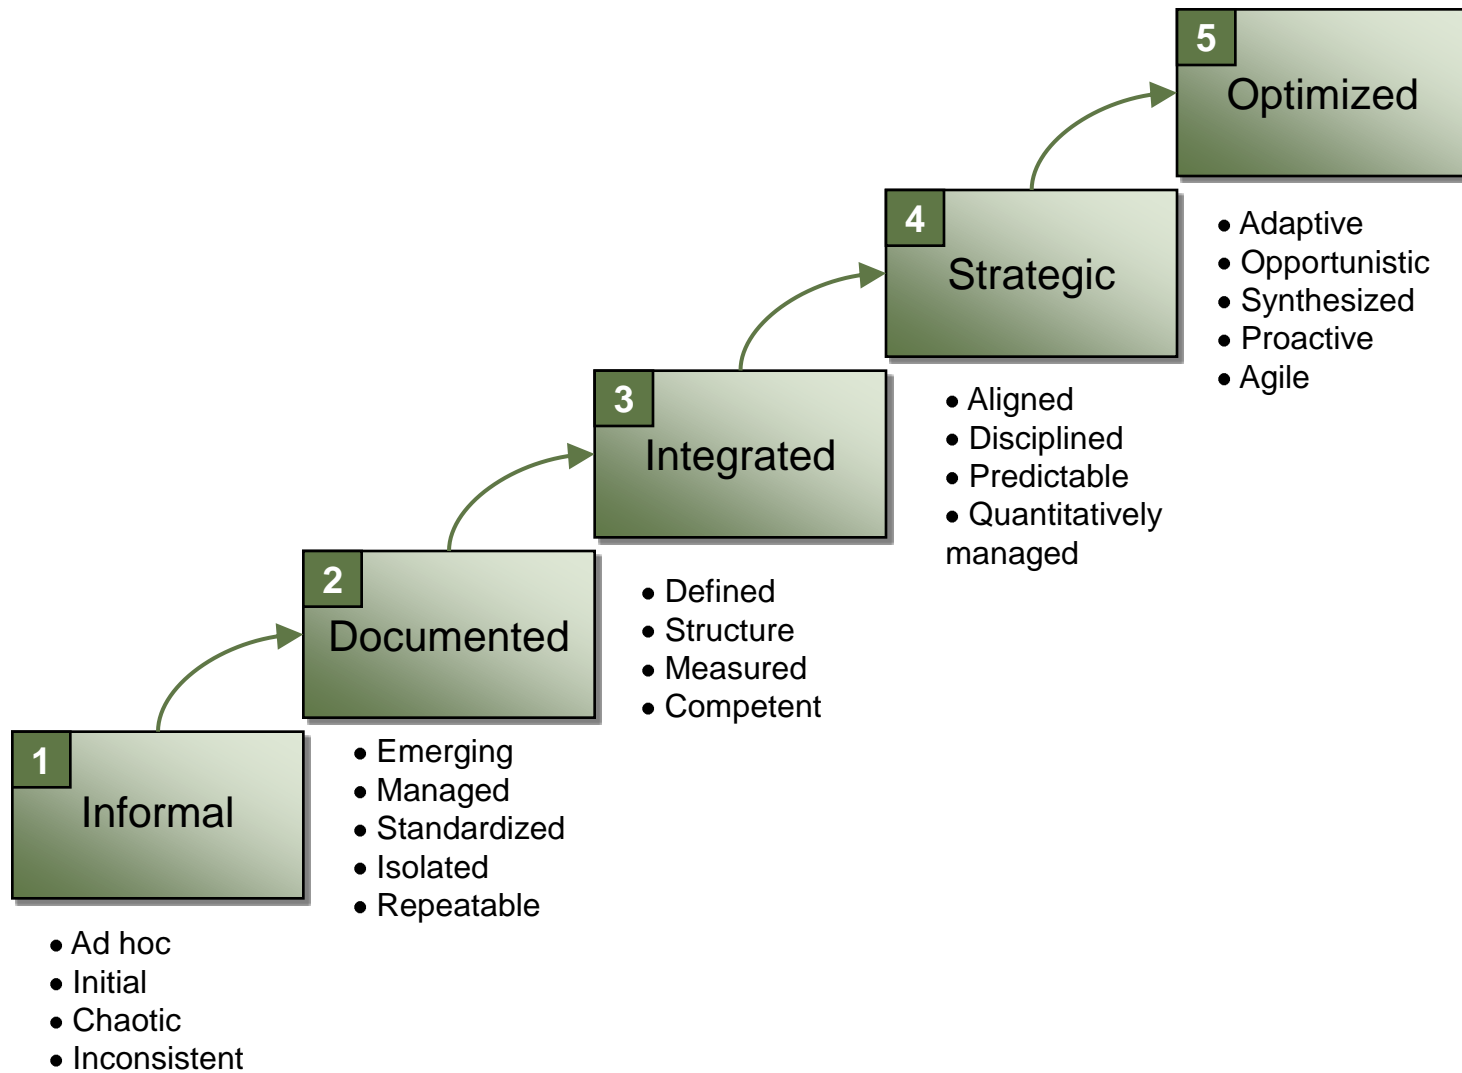 1
Informal
• Ad hoc
• Initial
• Chaotic
• Inconsistent
2
Documented
• Emerging
• Managed
• Standardized
• Isolated
• Repeatable
3
Integrated
• Defined
• Structure
• Measured
• Competent
4
Strategic
• Aligned
• Disciplined
• Predictable
• Quantitatively
managed
5
Optimized
• Adaptive
• Opportunistic
• Synthesized
• Proactive
• Agile